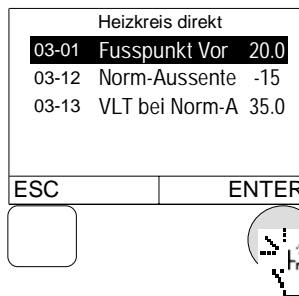 Heizkreis direkt
03-01 Fusspunkt Vor 20.0
03-12 Norm-Aussente -15
03-13 VLT bei Norm-A 35.0
ESC ENTER